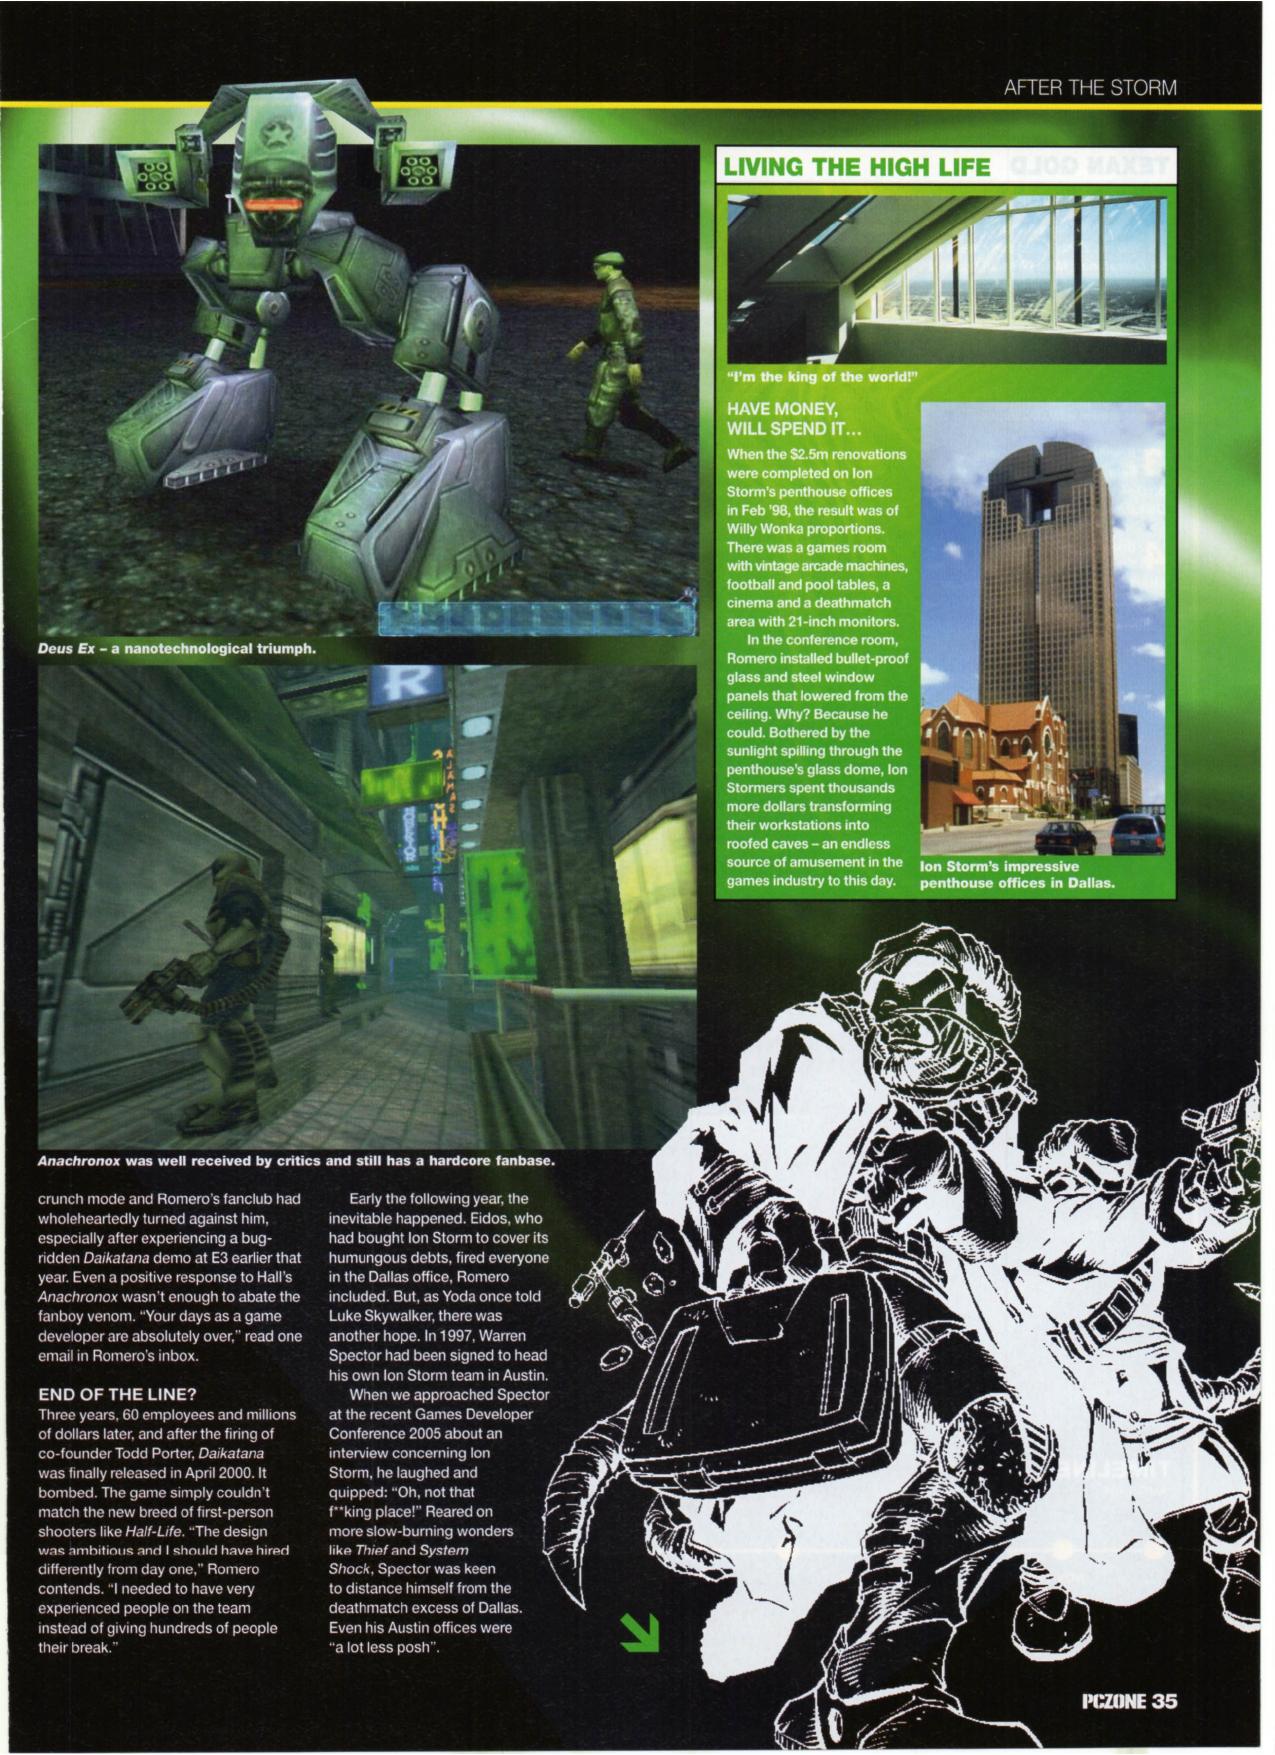 AFTER THE STORM
Deus Ex – a nanotechnological triumph.
R
Anachronox was well received by critics and still has a hardcore fanbase.
LIVING THE HIGH LIFE
TEXAN GOLD
"I'm the king of the world!"
HAVE MONEY,
WILL SPEND IT...
When the $2.5m renovations
were completed on Ion
Storm's penthouse offices
in Feb '98, the result was of
Willy Wonka proportions.
There was a games room
with vintage arcade machines,
football and pool tables, a
cinema and a deathmatch
area with 21-inch monitors.
In the conference room,
Romero installed bullet-proof
glass and steel window
panels that lowered from the
ceiling. Why? Because he
could. Bothered by the
sunlight spilling through the
penthouse's glass dome, Ion
Stormers spent thousands
more dollars transforming
their workstations into
roofed caves – an endless
source of amusement in the
games industry to this day.
Ion Storm's impressive
penthouse offices in Dallas.
crunch mode and Romero's fanclub had
wholeheartedly turned against him,
especially after experiencing a bug-
ridden Daikatana demo at E3 earlier that
year. Even a positive response to Hall's
Anachronox wasn't enough to abate the
fanboy venom. "Your days as a game
developer are absolutely over," read one
email in Romero's inbox.
END OF THE LINE?
Three years, 60 employees and millions
of dollars later, and after the firing of
co-founder Todd Porter, Daikatana
was finally released in April 2000. It
bombed. The game simply couldn't
match the new breed of first-person
shooters like Half-Life. "The design
was ambitious and I should have hired
differently from day one," Romero
contends. "I needed to have very
experienced people on the team
instead of giving hundreds of people
their break."
Early the following year, the
inevitable happened. Eidos, who
had bought Ion Storm to cover its
humungous debts, fired everyone
in the Dallas office, Romero
included. But, as Yoda once told
Luke Skywalker, there was
another hope. In 1997, Warren
Spector had been signed to head
his own Ion Storm team in Austin.
When we approached Spector
at the recent Games Developer
Conference 2005 about an
interview concerning Ion
Storm, he laughed and
quipped: "Oh, not that
f**king place!" Reared on
more slow-burning wonders
like Thief and System
Shock, Spector was keen
to distance himself from the
deathmatch excess of Dallas.
Even his Austin offices were
"a lot less posh".
PCZONE 35